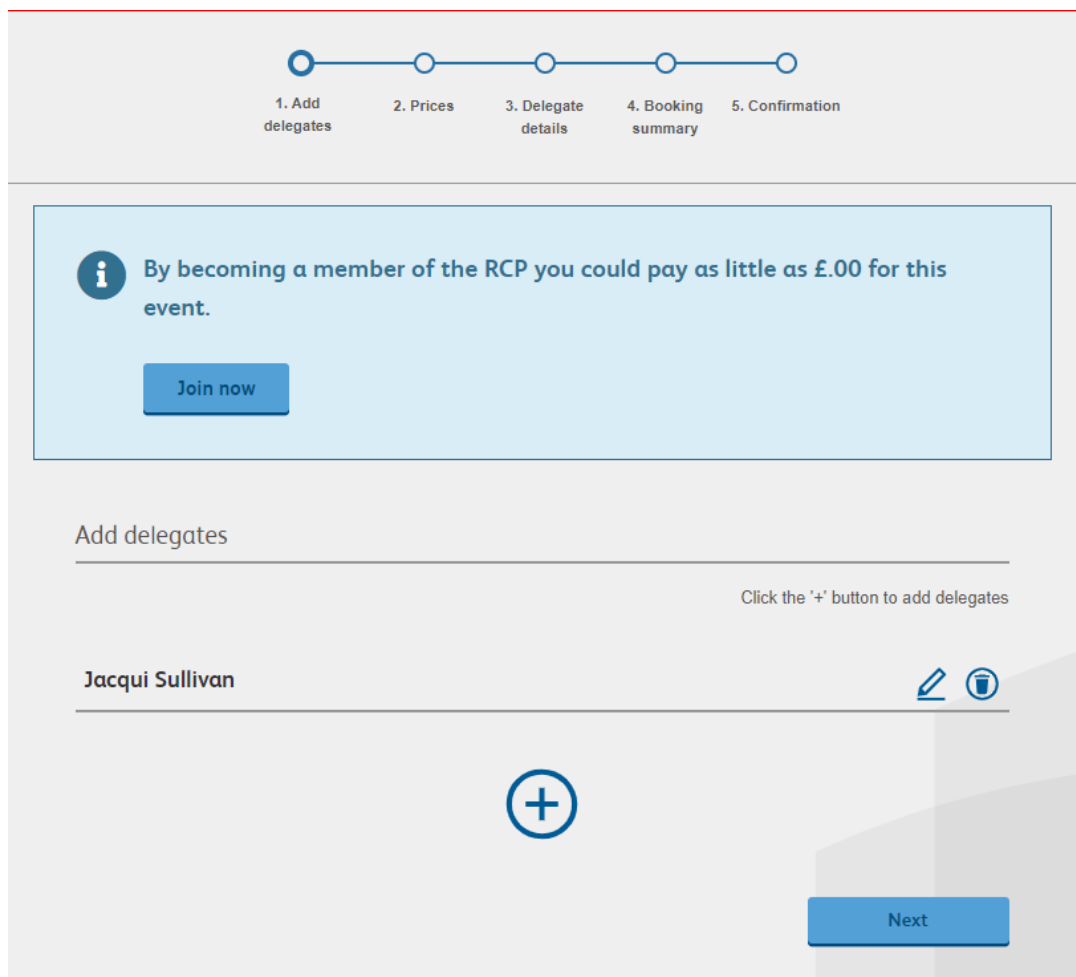 1. Add
delegates
2. Prices
3. Delegate
details
4. Booking
summary
5. Confirmation
By becoming a member of the RCP you could pay as little as £.00 for this
event.
Join now
Add delegates
Click the '+' button to add delegates
Jacqui Sullivan
Next